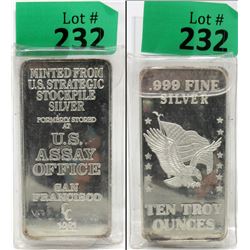 Lot #
232
MINTED FROM
U.S. STRATEGIC
STOCKPILE
SILVER
FORMERLY STORED
AT
U.S.
ASSAY
OFFICE
SAN
FRANCISCO
1981
Lot #
232
.999 FINE
SILVER
TEN TROY
OUNCES